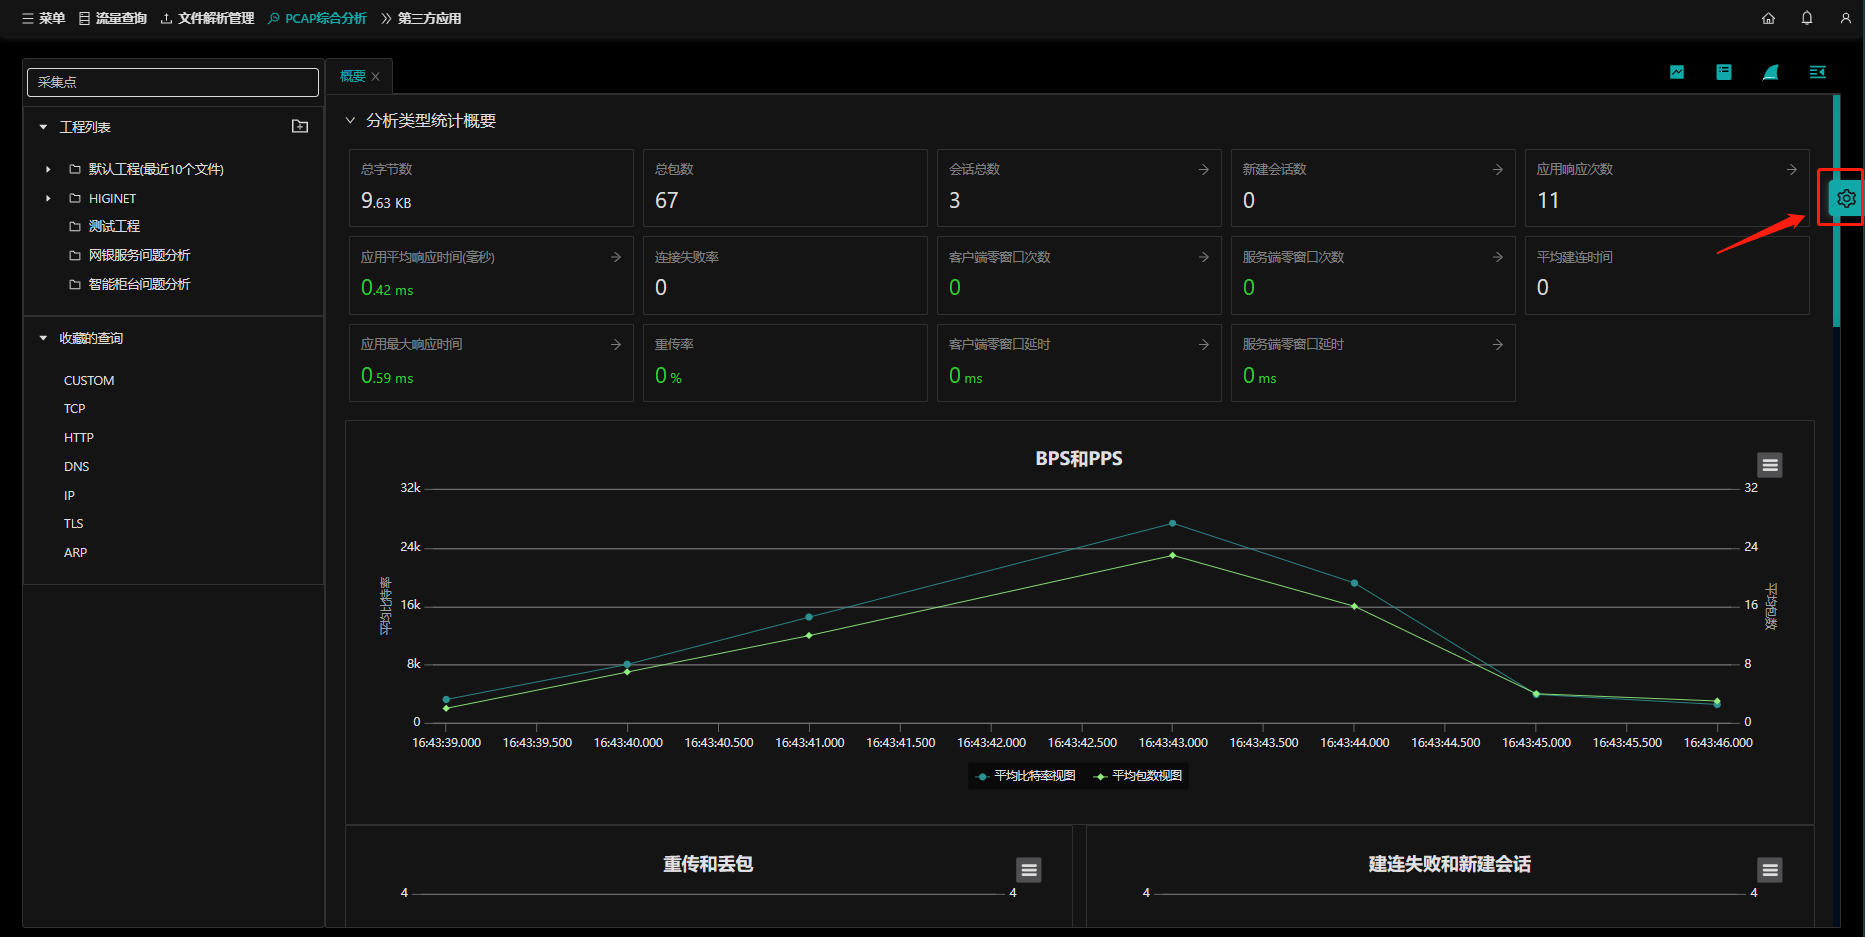 菜单 流量查询 文件解析管理 PCAP综合分析 第三方应用
采集点
工程列表
默认工程(最近10个文件)
HIGINET
测试工程
网银服务问题分析
智能柜台问题分析
收藏的查询
CUSTOM
TCP
HTTP
DNS
IP
TLS
ARP
概要
分析类型统计概要
总字节数
9.63 KB
总包数
67
会话总数
3
新建会话数
0
应用响应次数
11
应用平均响应时间(毫秒)
0.42 ms
连接失败率
0
客户端零窗口次数
0
服务端零窗口次数
0
平均建连时间
0
应用最大响应时间
0.59 ms
重传率
0 %
客户端零窗口延时
0 ms
服务端零窗口延时
0 ms
BPS和PPS
32k 32
24k 24
16k 16
8k 8
0 0
平均比特率
平均包数
16:43:39.000 16:43:39.500 16:43:40.000 16:43:40.500 16:43:41.000 16:43:41.500 16:43:42.000 16:43:42.500 16:43:43.000 16:43:43.500 16:43:44.000 16:43:44.500 16:43:45.000 16:43:45.500 16:43:46.000
平均比特率视图 平均包数视图
重传和丢包
4 4
建连失败和新建会话
4 4